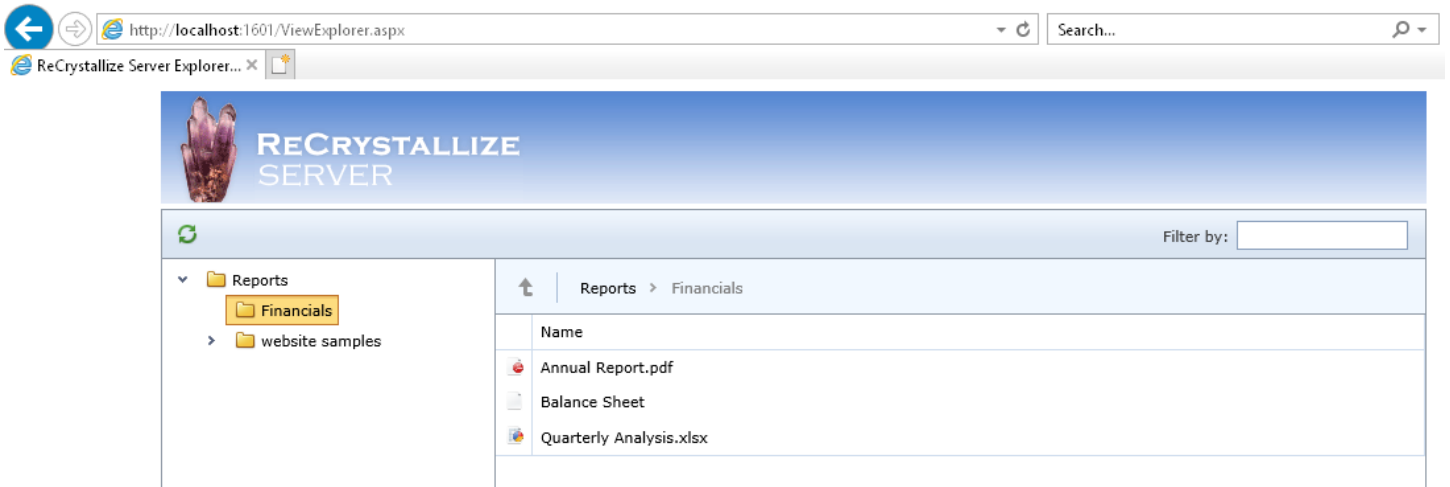 http://localhost:1601/ViewExplorer.aspx
Search...
ReCrystallize Server Explorer...
RECRYSTALLIZE
SERVER
Filter by:
Reports
Financials
website samples
Reports > Financials
Name
Annual Report.pdf
Balance Sheet
Quarterly Analysis.xlsx